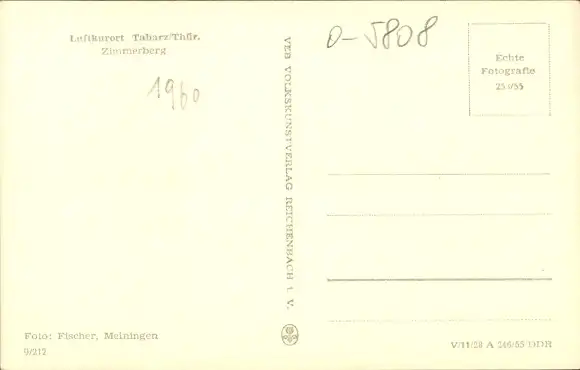 Luftkurort Tabarz/Thür.
Zimmerberg
1960
VEB VOLKSKUNSTVERLAG REICHENBACH i. V.
0-5808
Echte
Fotografie
Foto: Fischer, Meiningen
9/212
V/11/28 A 246/55 DDR